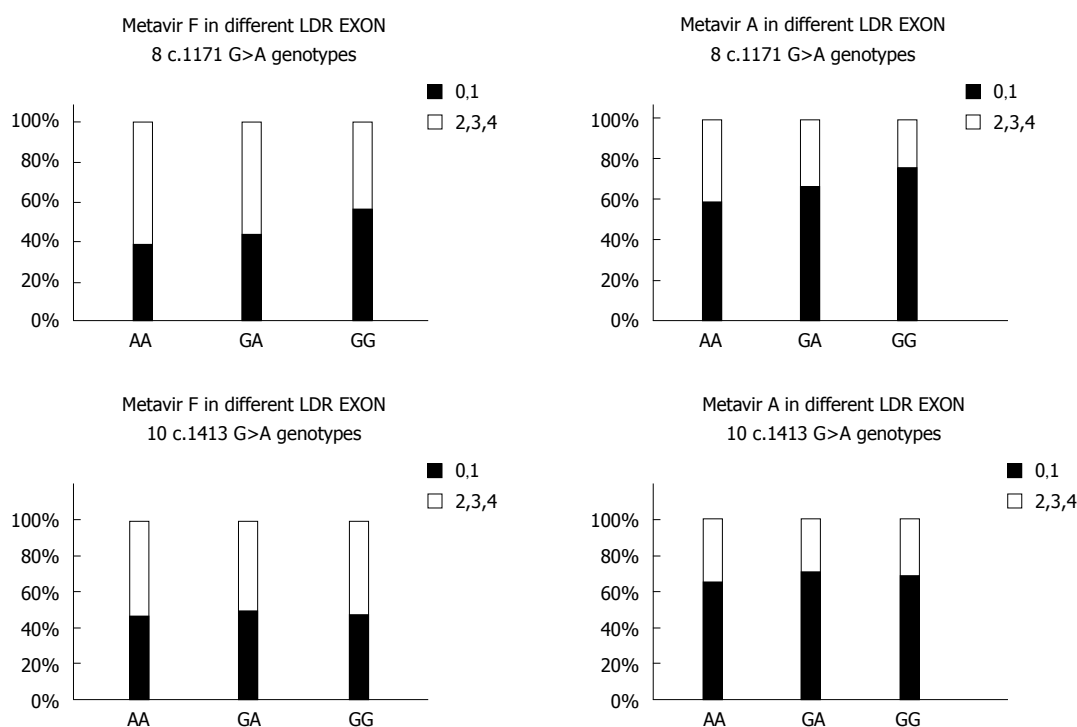 Metavir F in different LDR EXON
8 c.1171 G>A genotypes
0,1
2,3,4
100%
80%
60%
40%
20%
0%
AA GA GG
Metavir A in different LDR EXON
8 c.1171 G>A genotypes
0,1
2,3,4
100%
80%
60%
40%
20%
0%
AA GA GG
Metavir F in different LDR EXON
10 c.1413 G>A genotypes
0,1
2,3,4
100%
80%
60%
40%
20%
0%
AA GA GG
Metavir A in different LDR EXON
10 c.1413 G>A genotypes
0,1
2,3,4
100%
80%
60%
40%
20%
0%
AA GA GG